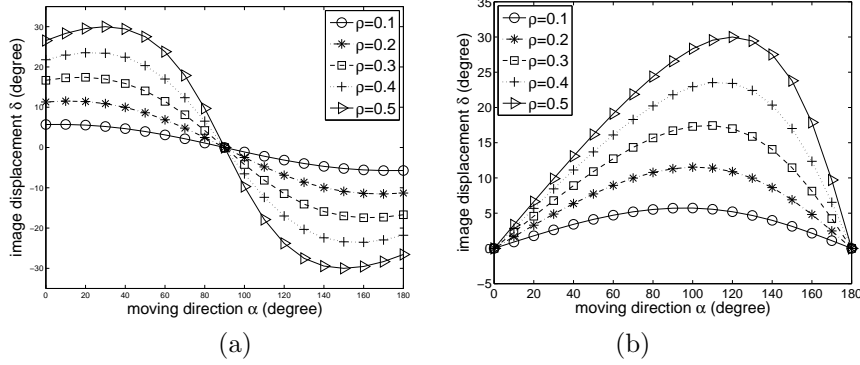 30
20
10
0
-10
-20
-30
0
20
40
60
80
100
120
140
160
180
image displacement δ (degree)
moving direction α (degree)
ρ=0.1
ρ=0.2
ρ=0.3
ρ=0.4
ρ=0.5
(a)
35
30
25
20
15
10
5
0
−5
0
20
40
60
80
100
120
140
160
180
image displacement δ (degree)
moving direction α (degree)
ρ=0.1
ρ=0.2
ρ=0.3
ρ=0.4
ρ=0.5
(b)